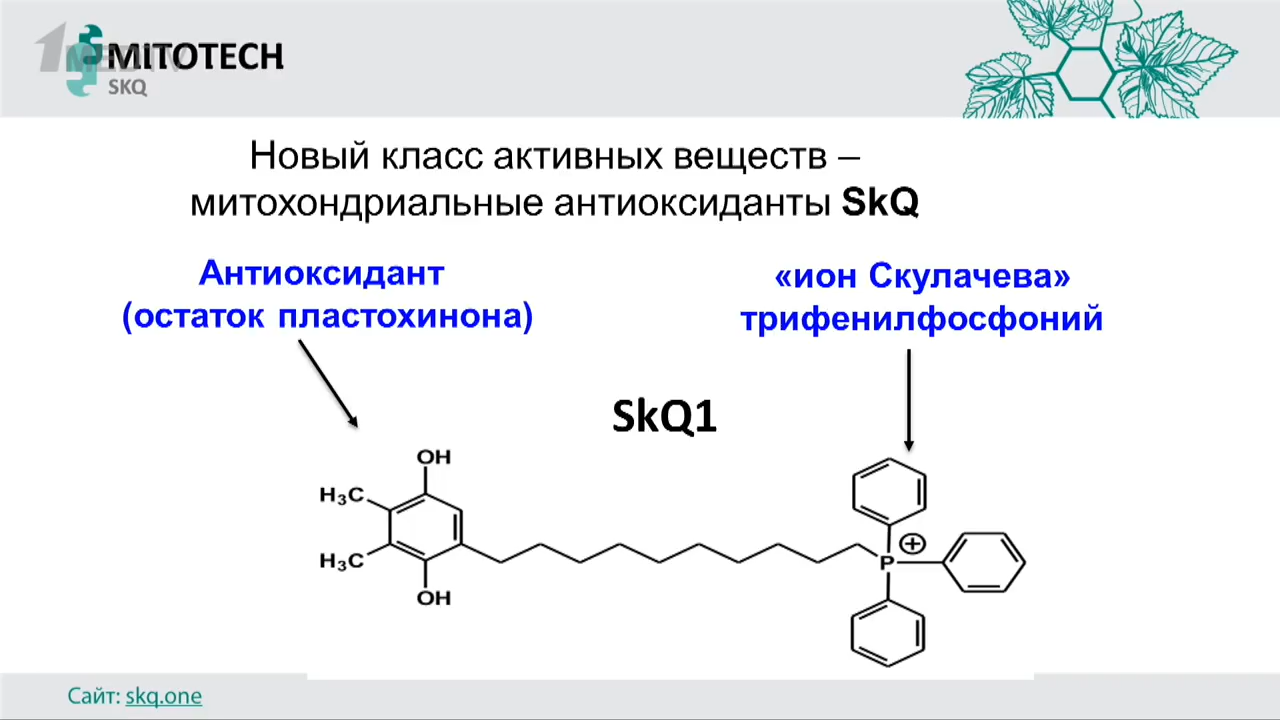 1MEDTV
MITOTECH
SKQ
Новый класс активных веществ –
митохондриальные антиоксиданты SkQ
Антиоксидант
(остаток пластохинона)
«ион Скулачева»
трифенилфосфоний
SkQ1
OH
H₃C
H₃C
OH
P
+
Сайт: skq.one